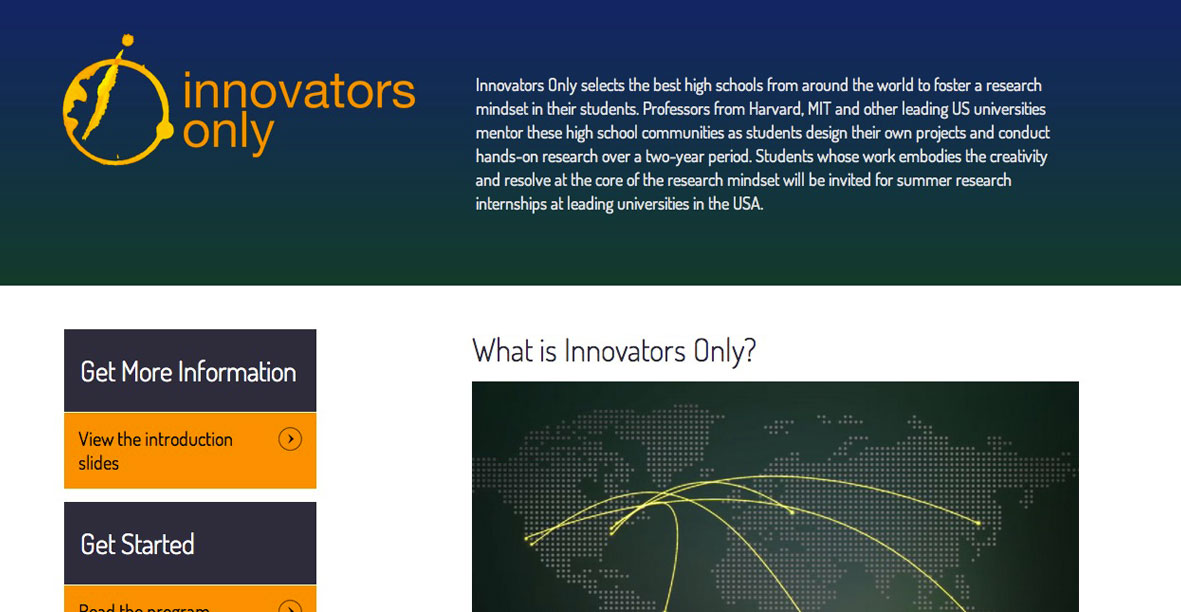 innovators
only
Innovators Only selects the best high schools from around the world to foster a research
mindset in their students. Professors from Harvard, MIT and other leading US universities
mentor these high school communities as students design their own projects and conduct
hands-on research over a two-year period. Students whose work embodies the creativity
and resolve at the core of the research mindset will be invited for summer research
internships at leading universities in the USA.
Get More Information
View the introduction
slides
Get Started
Read the program
What is Innovators Only?